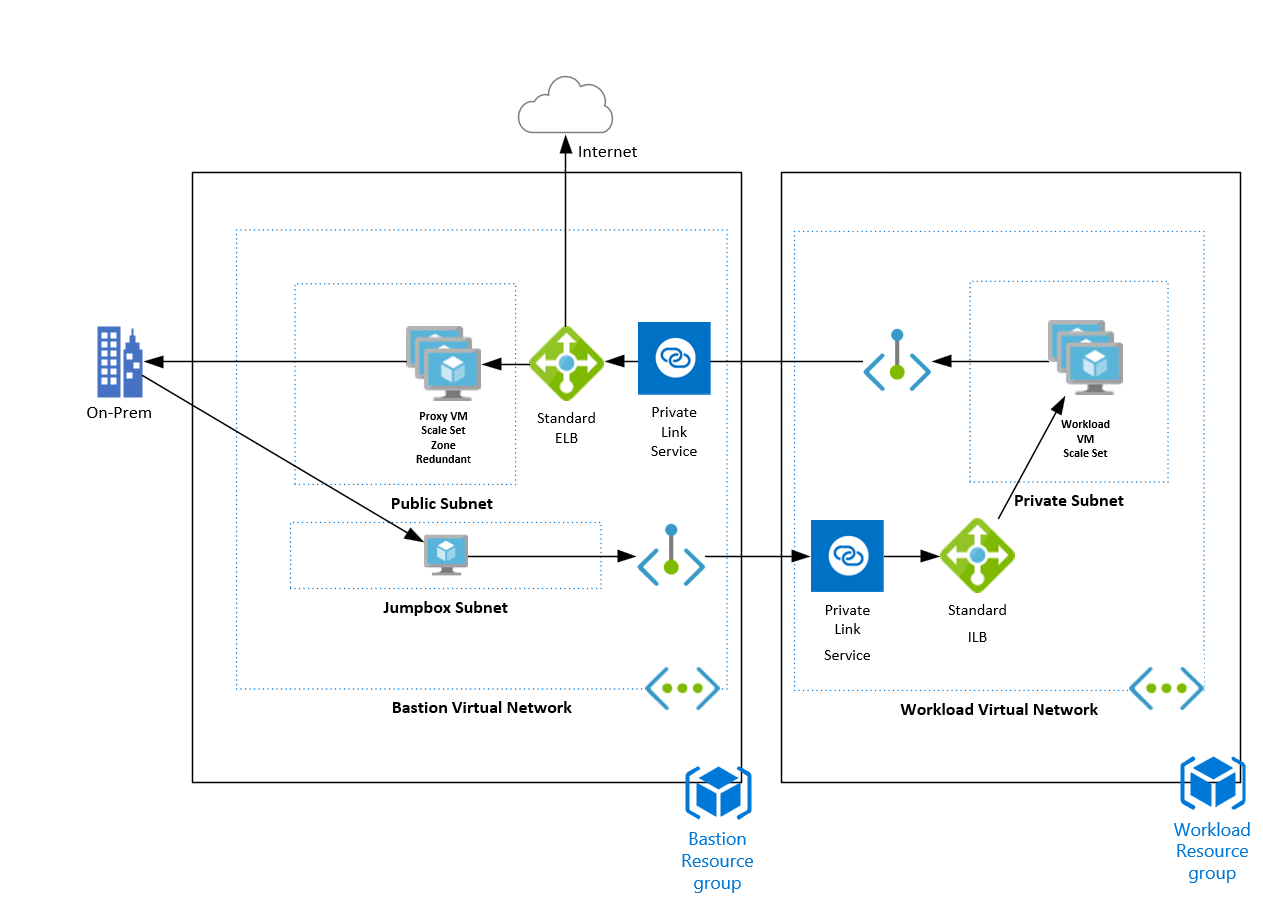 Internet
On-Prem
Proxy VM
Scale Set
Zone
Redundant
Standard
ELB
Private
Link
Service
Public Subnet
Workload
VM
Scale Set
Private Subnet
Jumpbox Subnet
Private
Link
Service
Standard
ILB
Bastion Virtual Network
Workload Virtual Network
Bastion
Resource
group
Workload
Resource
group